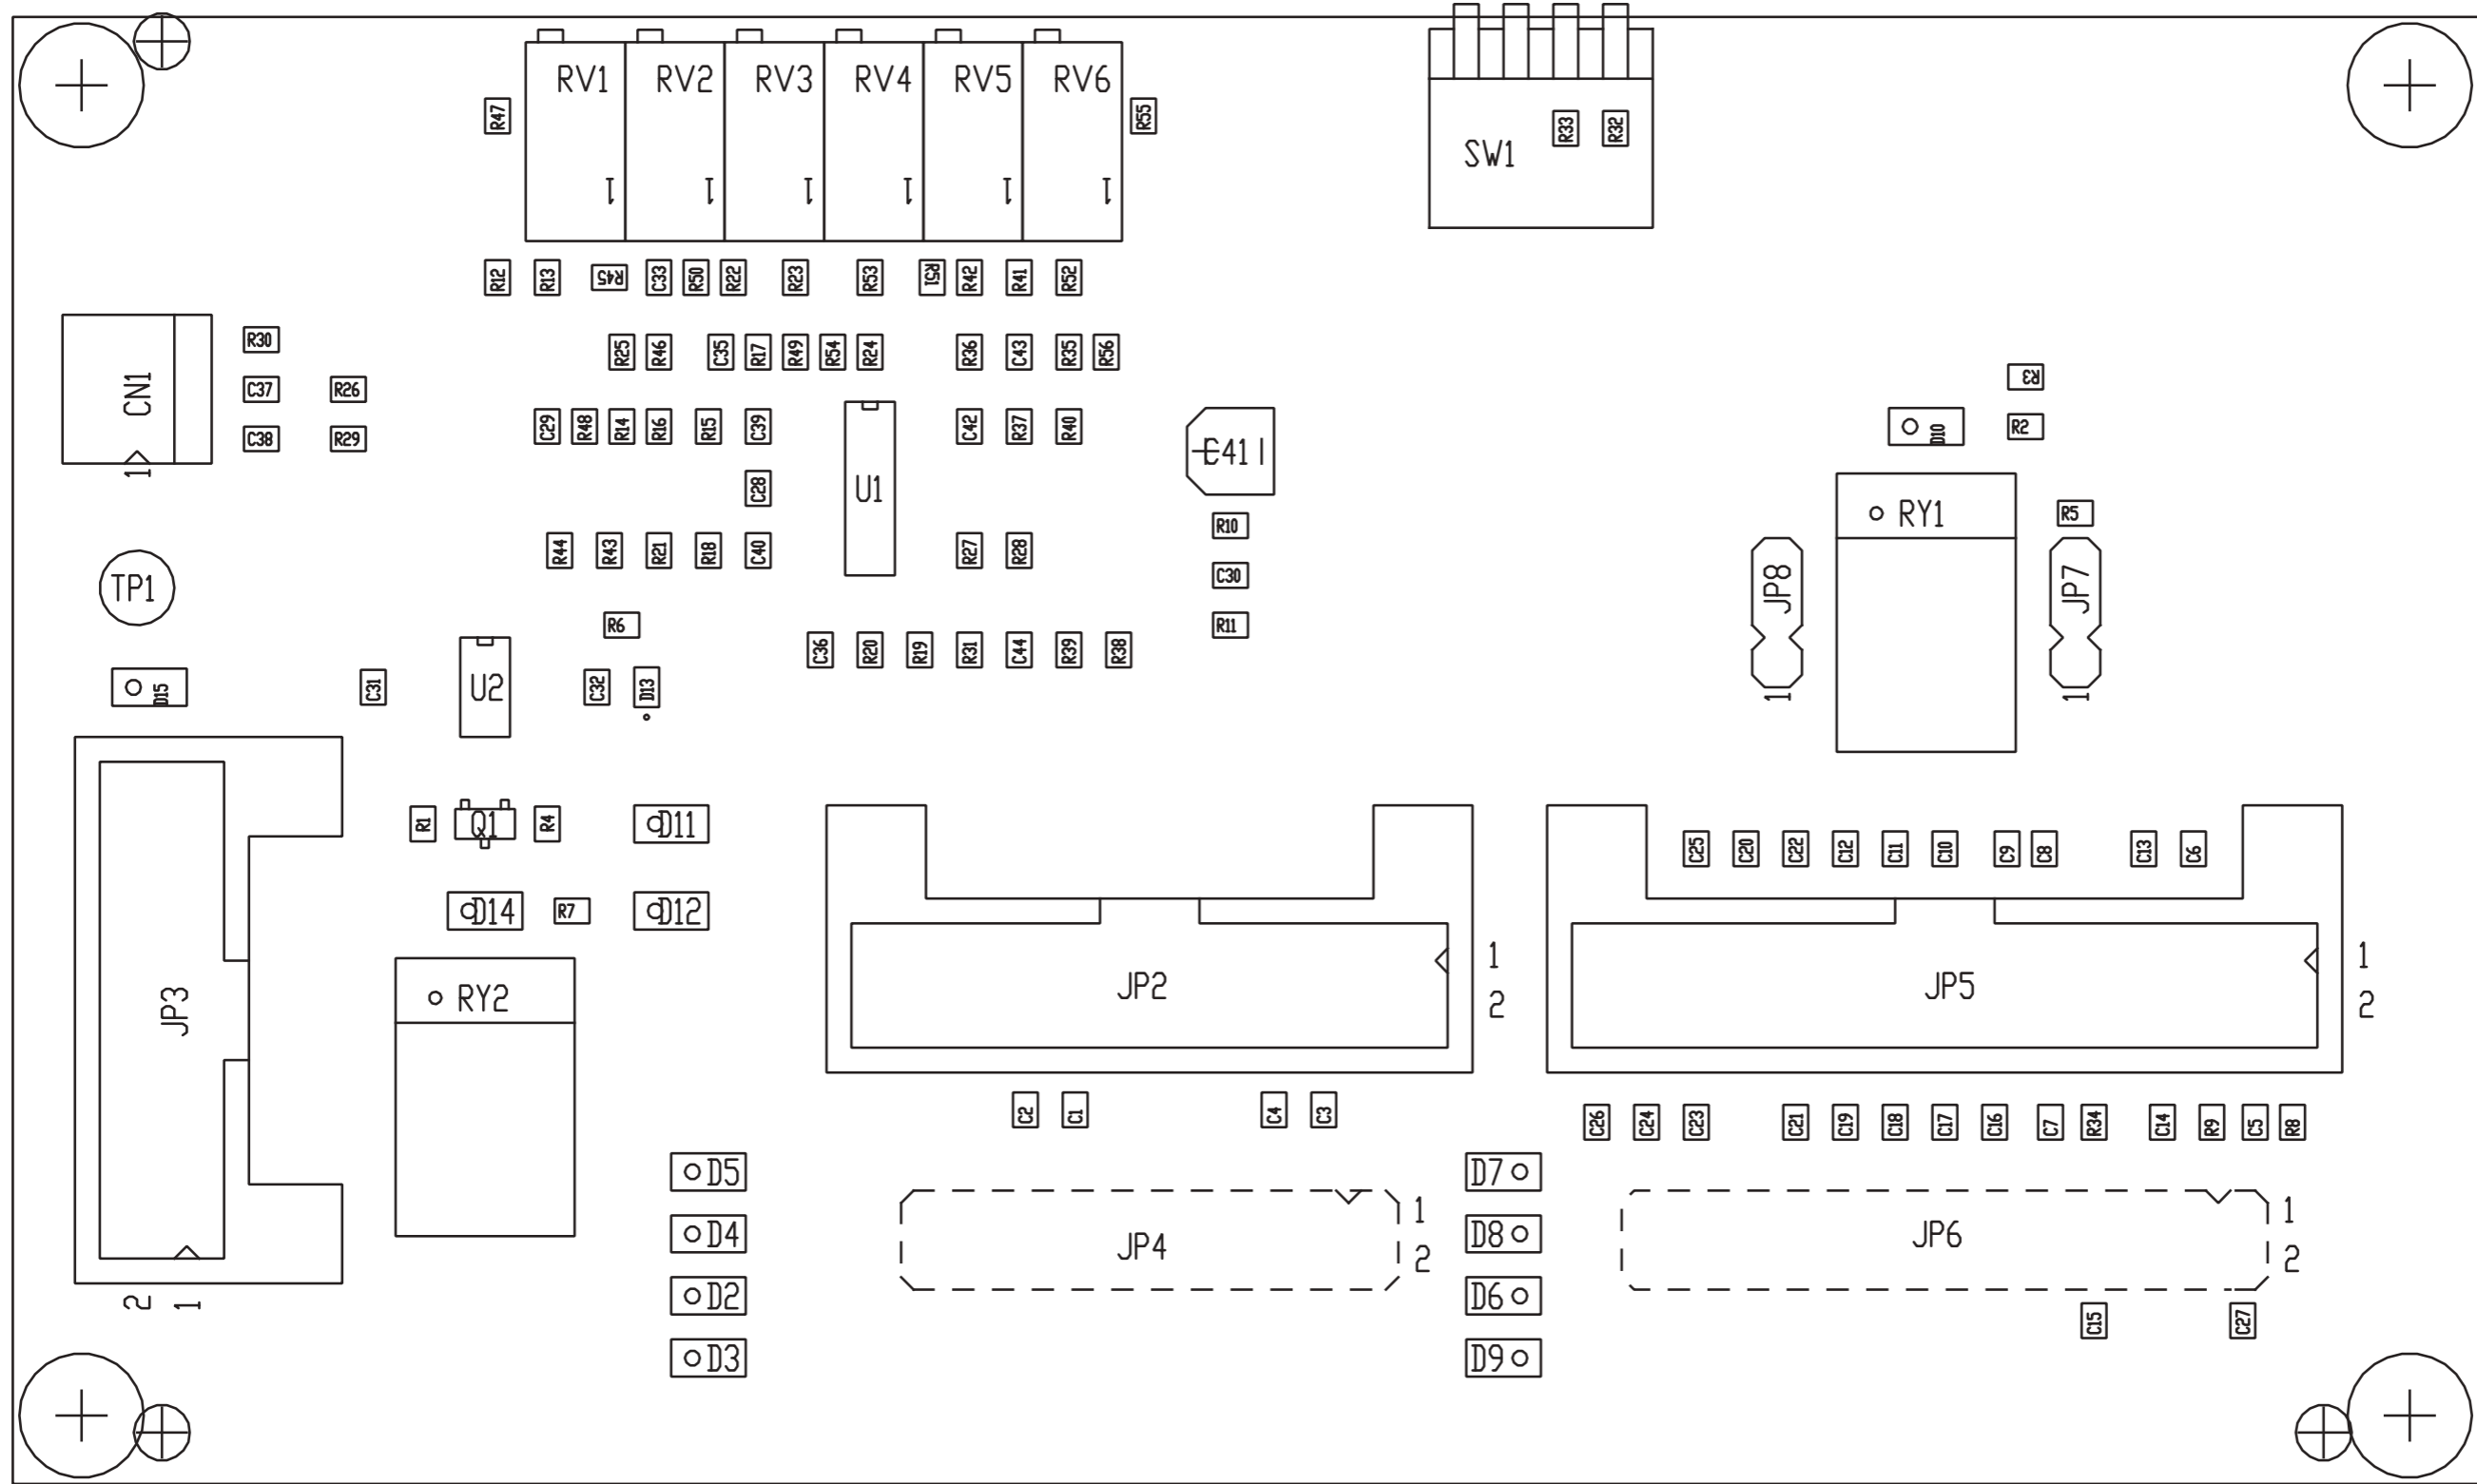 RV1 RV2 RV3 RV4 RV5 RV6
R47 R55
R33 R32
SW1
1 1 1 1 1 1
R12 R13 R45 C33 R50 R22 R23 R53 R51 R42 R41 R52
R30 R25 R46 C35 R17 R49 R54 R24 R36 C43 R35 R56
R3
CN1 C37 R26
C38 R29 C29 R48 R14 R16 R15 C39 C42 R37 R40 D10 R2
C41
1 C28 U1
R10 RY1 R5
R44 R43 R21 R18 C40 R27 R28
TP1 C30 JP8 JP7
R6 R11
C36 R20 R19 R31 C44 R39 R38
D15 C31 U2 C32 D13 1 1
R1 Q1 R4 D11
C25 C20 C22 C12 C11 C10 C9 C8 C13 C6
D14 R7 D12
1 1
JP3 RY2 JP2 JP5
2 2
C2 C1 C4 C3
C26 C24 C23 C21 C19 C18 C17 C16 C7 R34 C14 R9 C5 R8
D5 D7
1 1
D4 JP4 D8 JP6
2 2
2 1 D2 D6
C15 C27
D3 D9